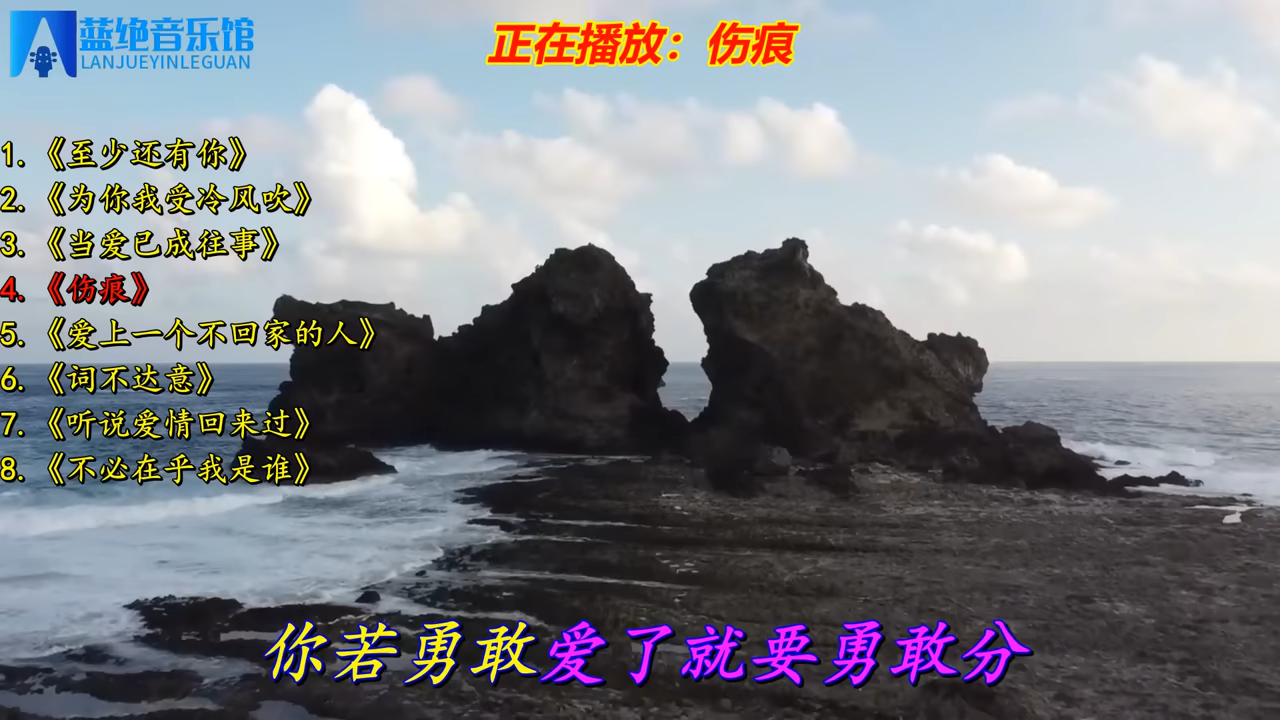 蓝绝音乐馆
LANJUEYINLEGUAN
正在播放：伤痕
1.《至少还有你》
2.《为你我受冷风吹》
3.《当爱已成往事》
4.《伤痕》
5.《爱上一个不回家的人》
6.《词不达意》
7.《听说爱情回来过》
8.《不必在乎我是谁》
你若勇敢爱了就要勇敢分